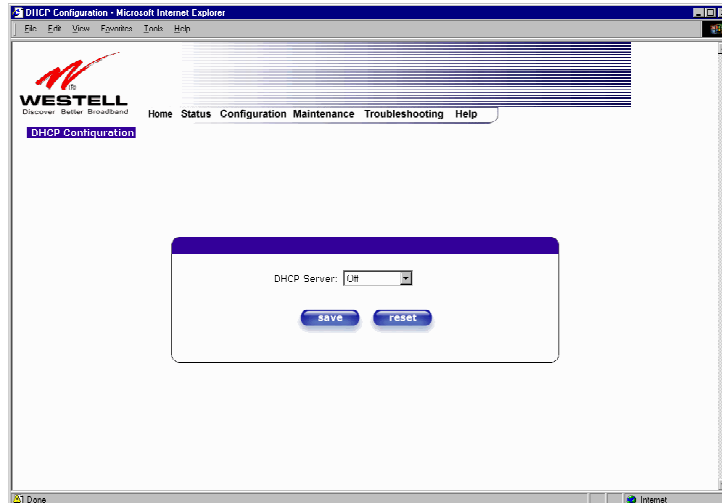 DHCP Configuration - Microsoft Internet Explorer
File Edit View Favorites Tools Help
WESTELL
Discover Better Broadband
Home Status Configuration Maintenance Troubleshooting Help
DHCP Configuration
DHCP Server: Off
save reset
Done Internet